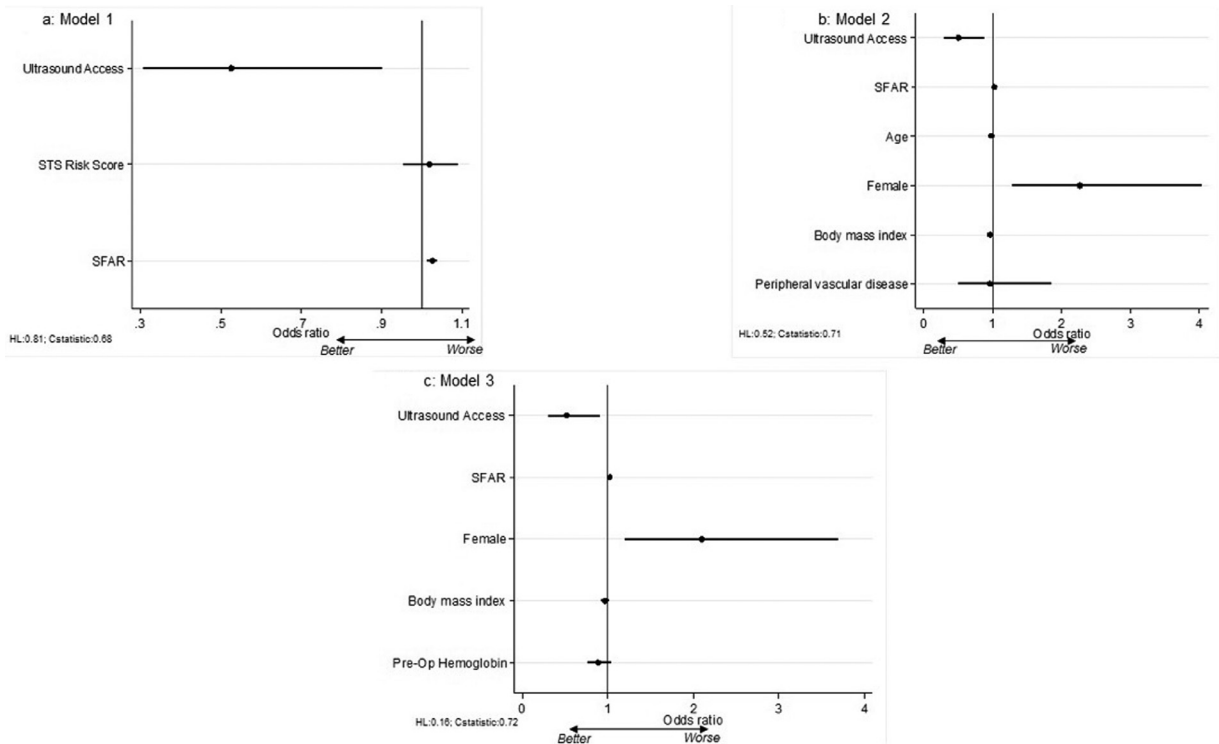 a: Model 1
Ultrasound Access
STS Risk Score
SFAR
.3 .5 .7 .9 1.1
Odds ratio
HL:0.81; Cstatistic:0.68
Better Worse
b: Model 2
Ultrasound Access
SFAR
Age
Female
Body mass index
Peripheral vascular disease
0 1 2 3 4
Odds ratio
HL:0.52; Cstatistic:0.71
Better Worse
c: Model 3
Ultrasound Access
SFAR
Female
Body mass index
Pre-Op Hemoglobin
0 1 2 3 4
Odds ratio
HL:0.16; Cstatistic:0.72
Better Worse